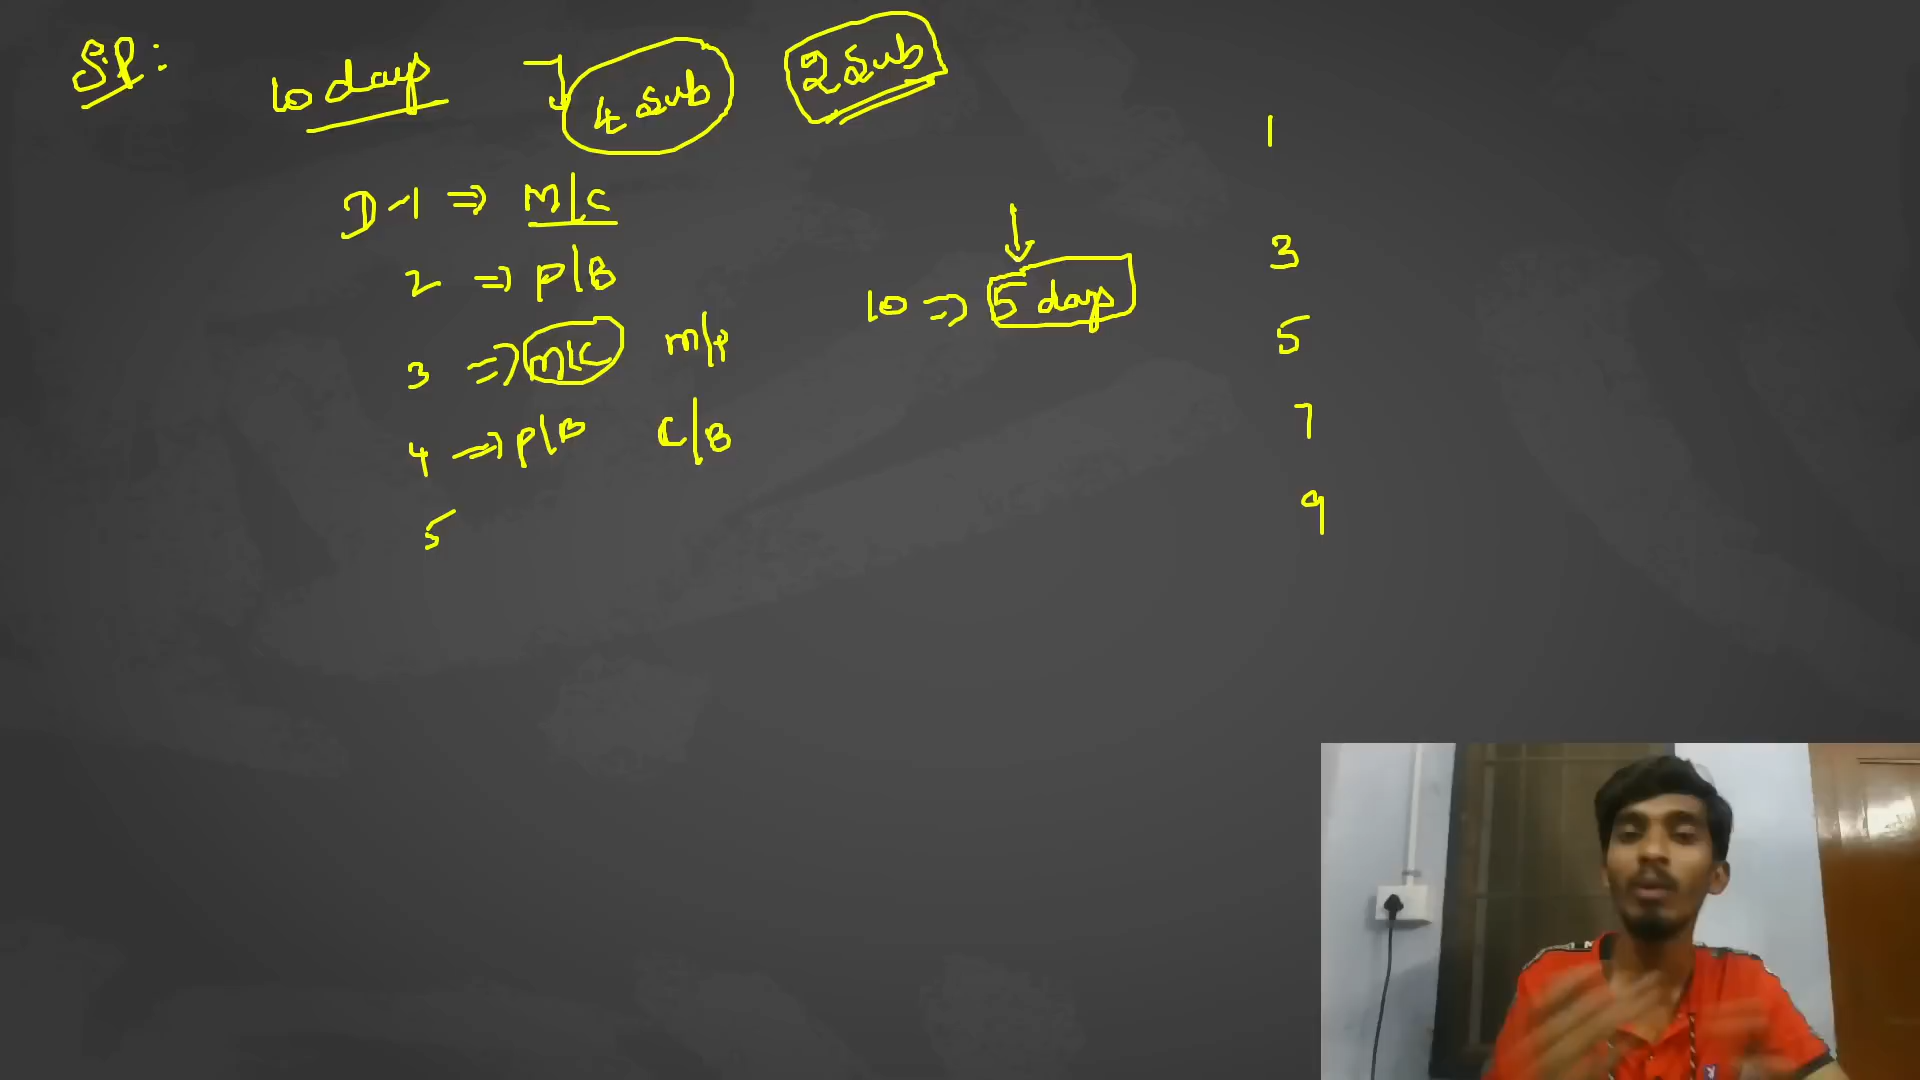 SP:
10 days 4 Sub 2 Sub
D-1 ⇒ M|C
2 ⇒ P|B
3 ⇒ M|C M|P
4 ⇒ P|B C|B
5
10 ⇒ 5 days
1
3
5
7
9